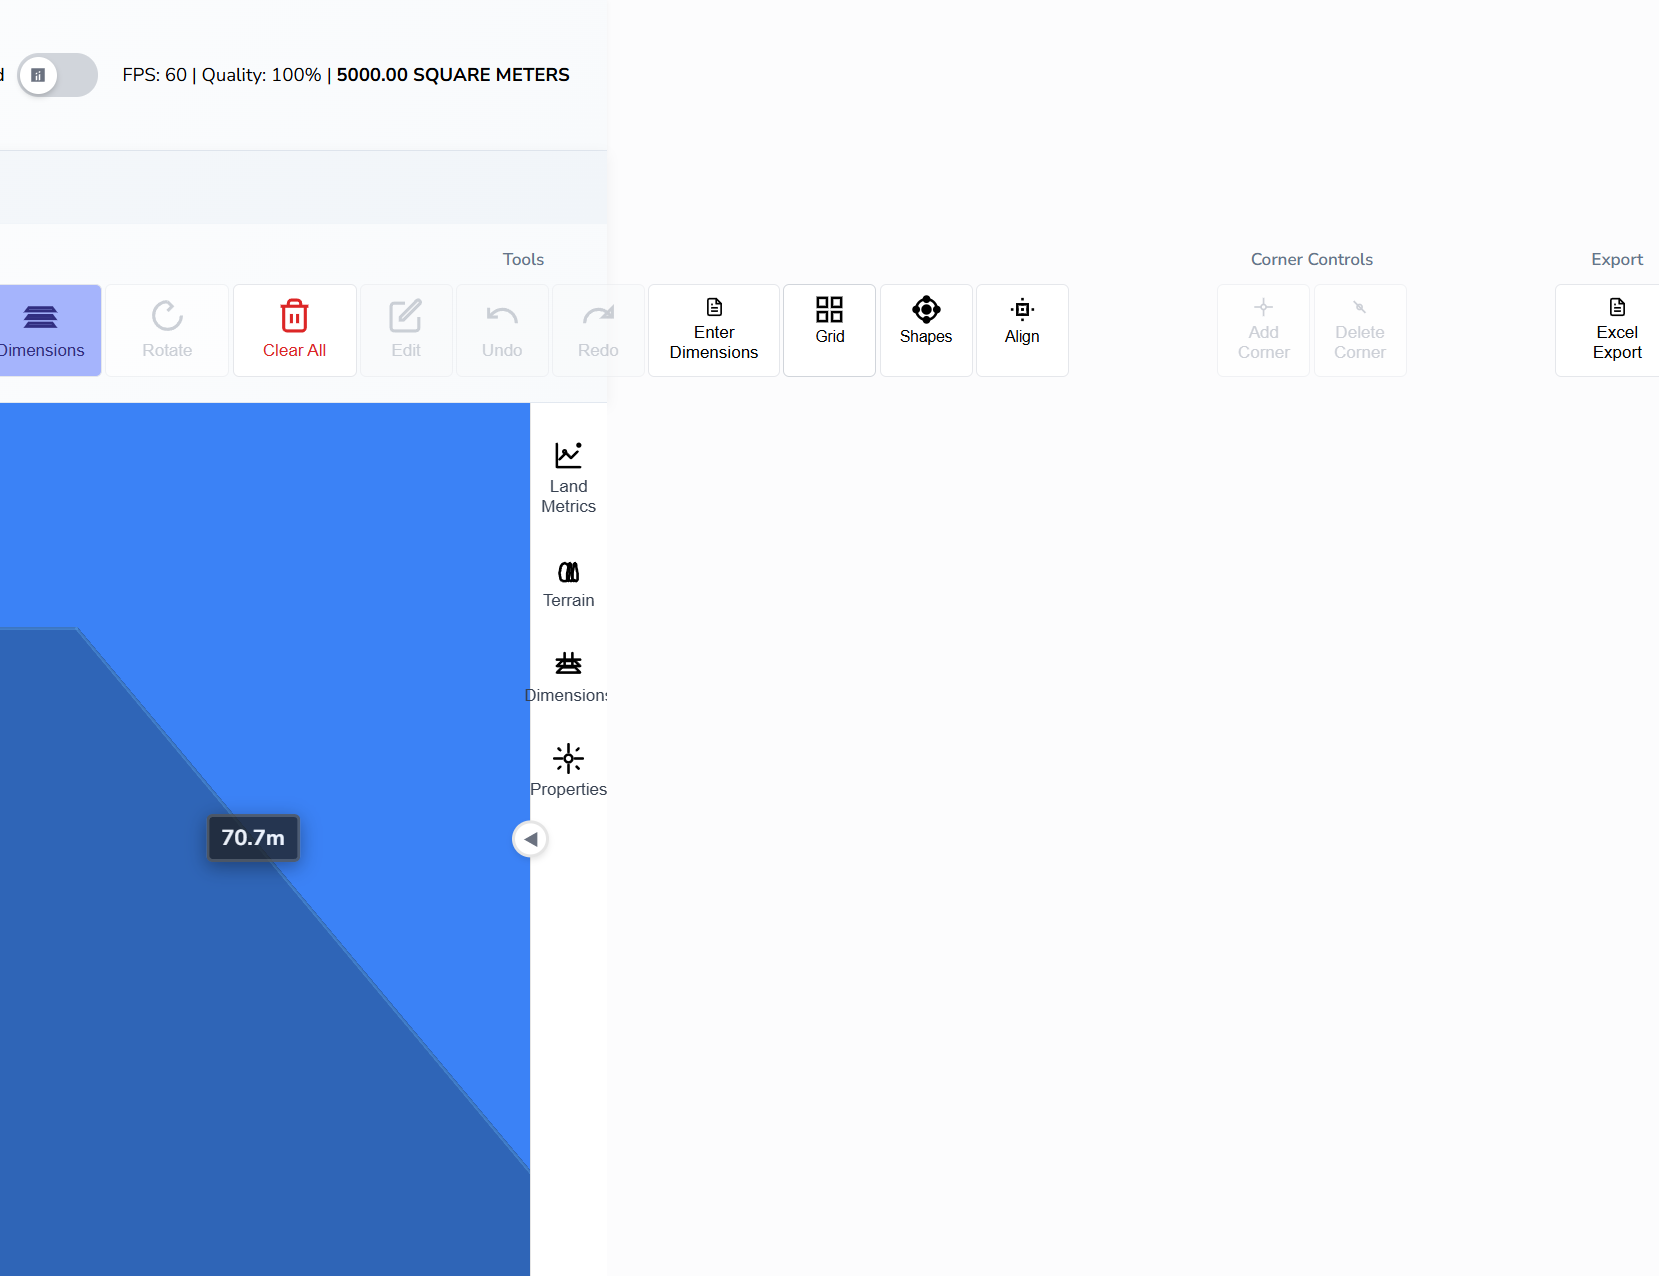 FPS: 60 | Quality: 100% | 5000.00 SQUARE METERS
Tools
Corner Controls
Export
Dimensions
Rotate
Clear All
Edit
Undo
Redo
Enter
Dimensions
Grid
Shapes
Align
Add
Corner
Delete
Corner
Excel
Export
Land
Metrics
Terrain
Dimensions
Properties
70.7m